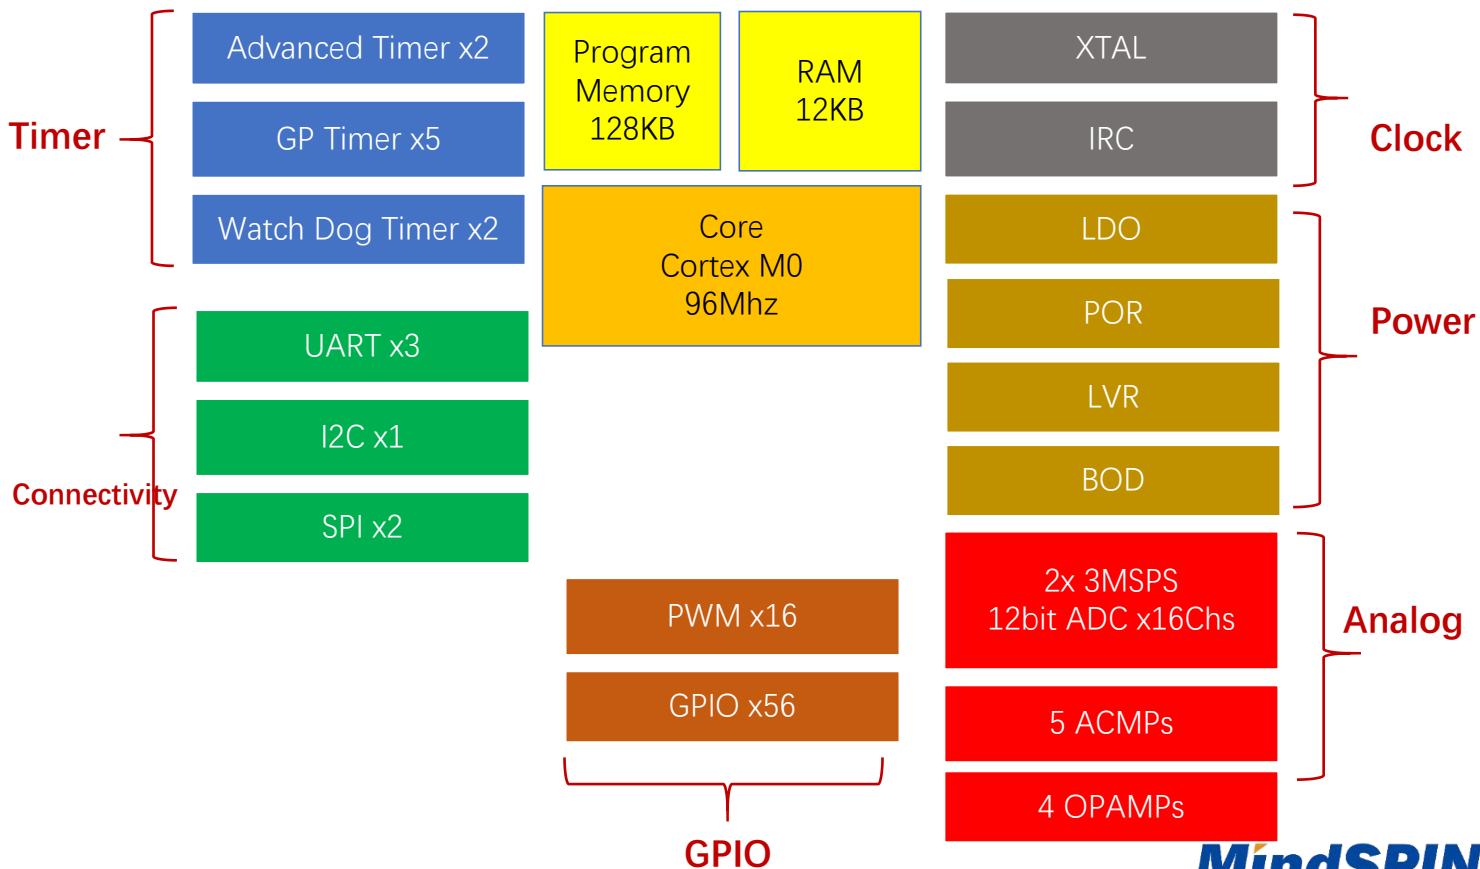 Timer
Advanced Timer x2
GP Timer x5
Watch Dog Timer x2
Connectivity
UART x3
I2C x1
SPI x2
Program
Memory
128KB
RAM
12KB
Core
Cortex M0
96Mhz
PWM x16
GPIO x56
GPIO
XTAL
IRC
Clock
LDO
POR
LVR
BOD
Power
2x 3MSPS
12bit ADC x16Chs
5 ACMPs
4 OPAMPs
Analog
MindSPIN